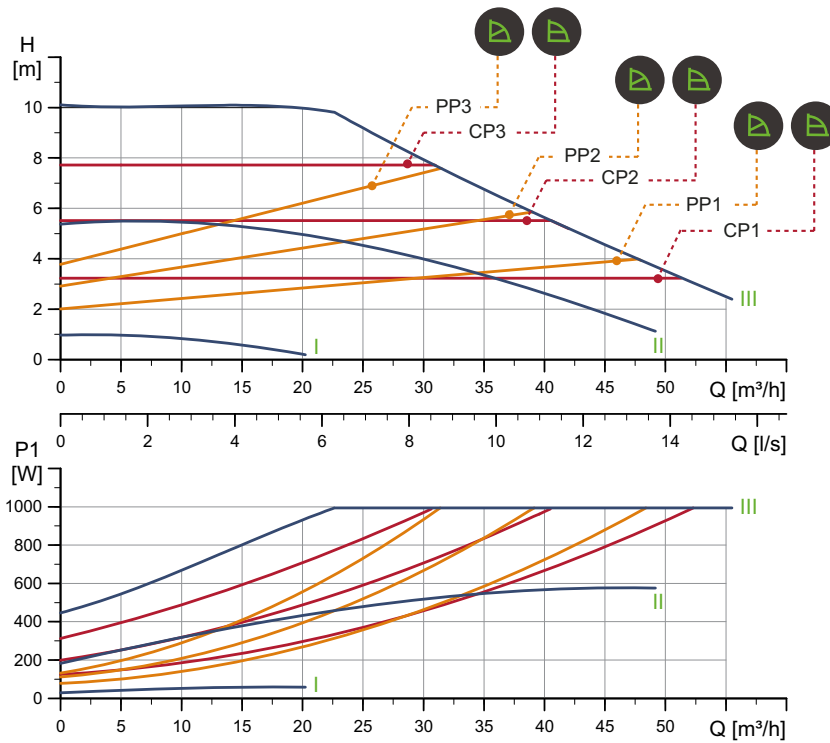 H
[m]
10
8
6
4
2
0
PP3
CP3
PP2
CP2
PP1
CP1
III
II
I
0 5 10 15 20 25 30 35 40 45 50 Q [m³/h]
0 2 4 6 8 10 12 14 Q [l/s]
P1
[W]
1000
800
600
400
200
0
III
II
I
0 5 10 15 20 25 30 35 40 45 50 Q [m³/h]